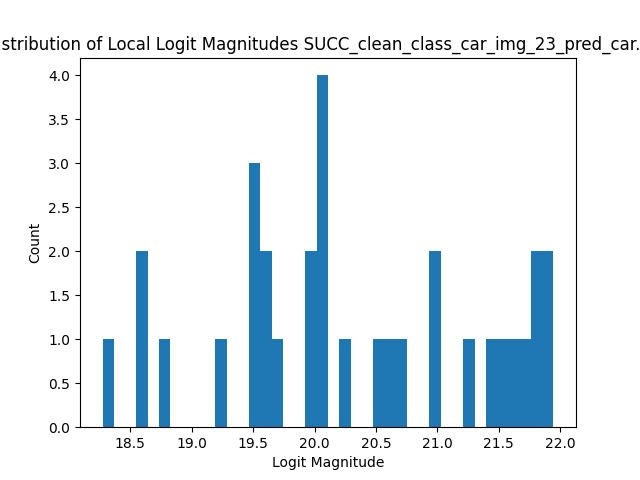 stribution of Local Logit Magnitudes SUCC_clean_class_car_img_23_pred_car.
4.0
3.5
3.0
2.5
2.0
1.5
1.0
0.5
0.0
Count
18.5 19.0 19.5 20.0 20.5 21.0 21.5 22.0
Logit Magnitude